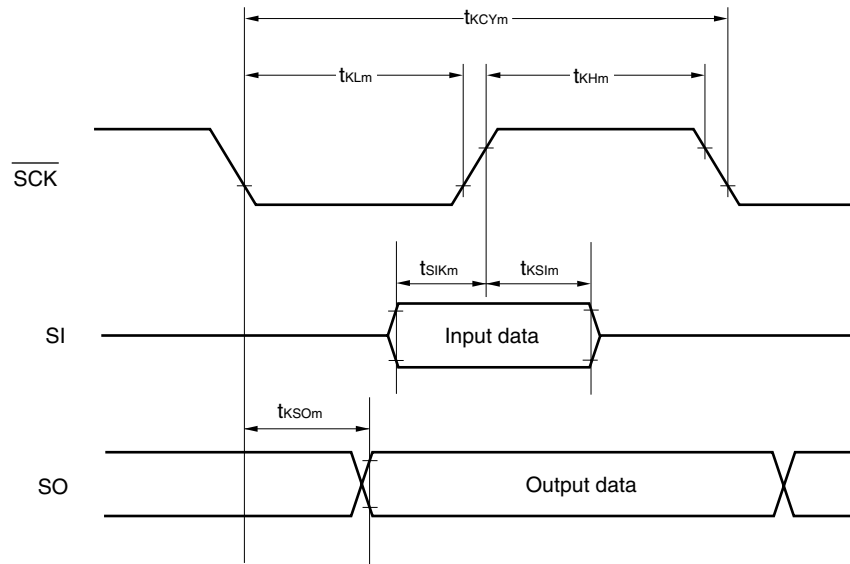 tKCYm
tKLm
tKHm
SCK
tSIKm
tKSIm
SI
Input data
tKSOm
SO
Output data